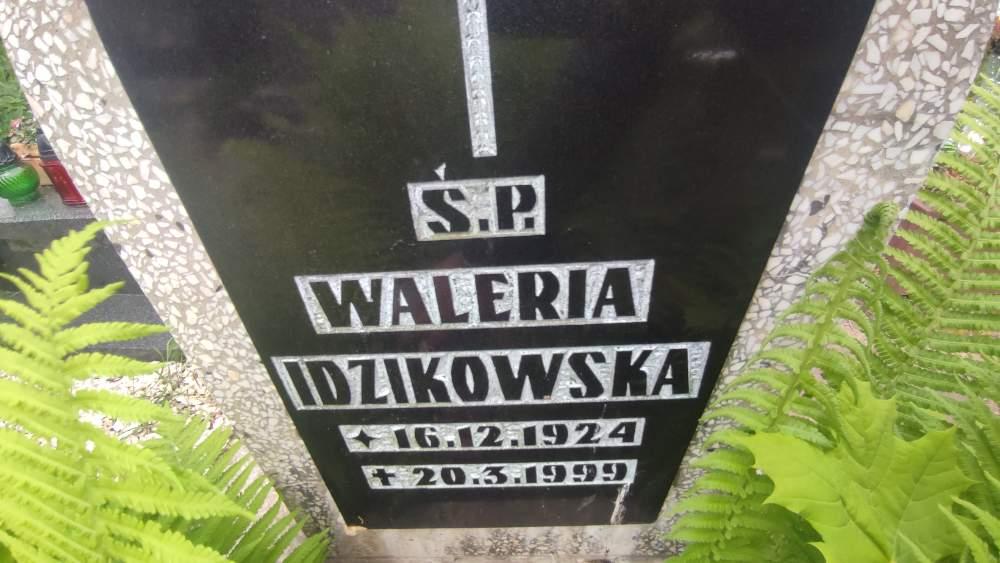 Ś.P.
WALERIA
IDZIKOWSKA
✦ 16.12.1924
✝ 20.3.1999